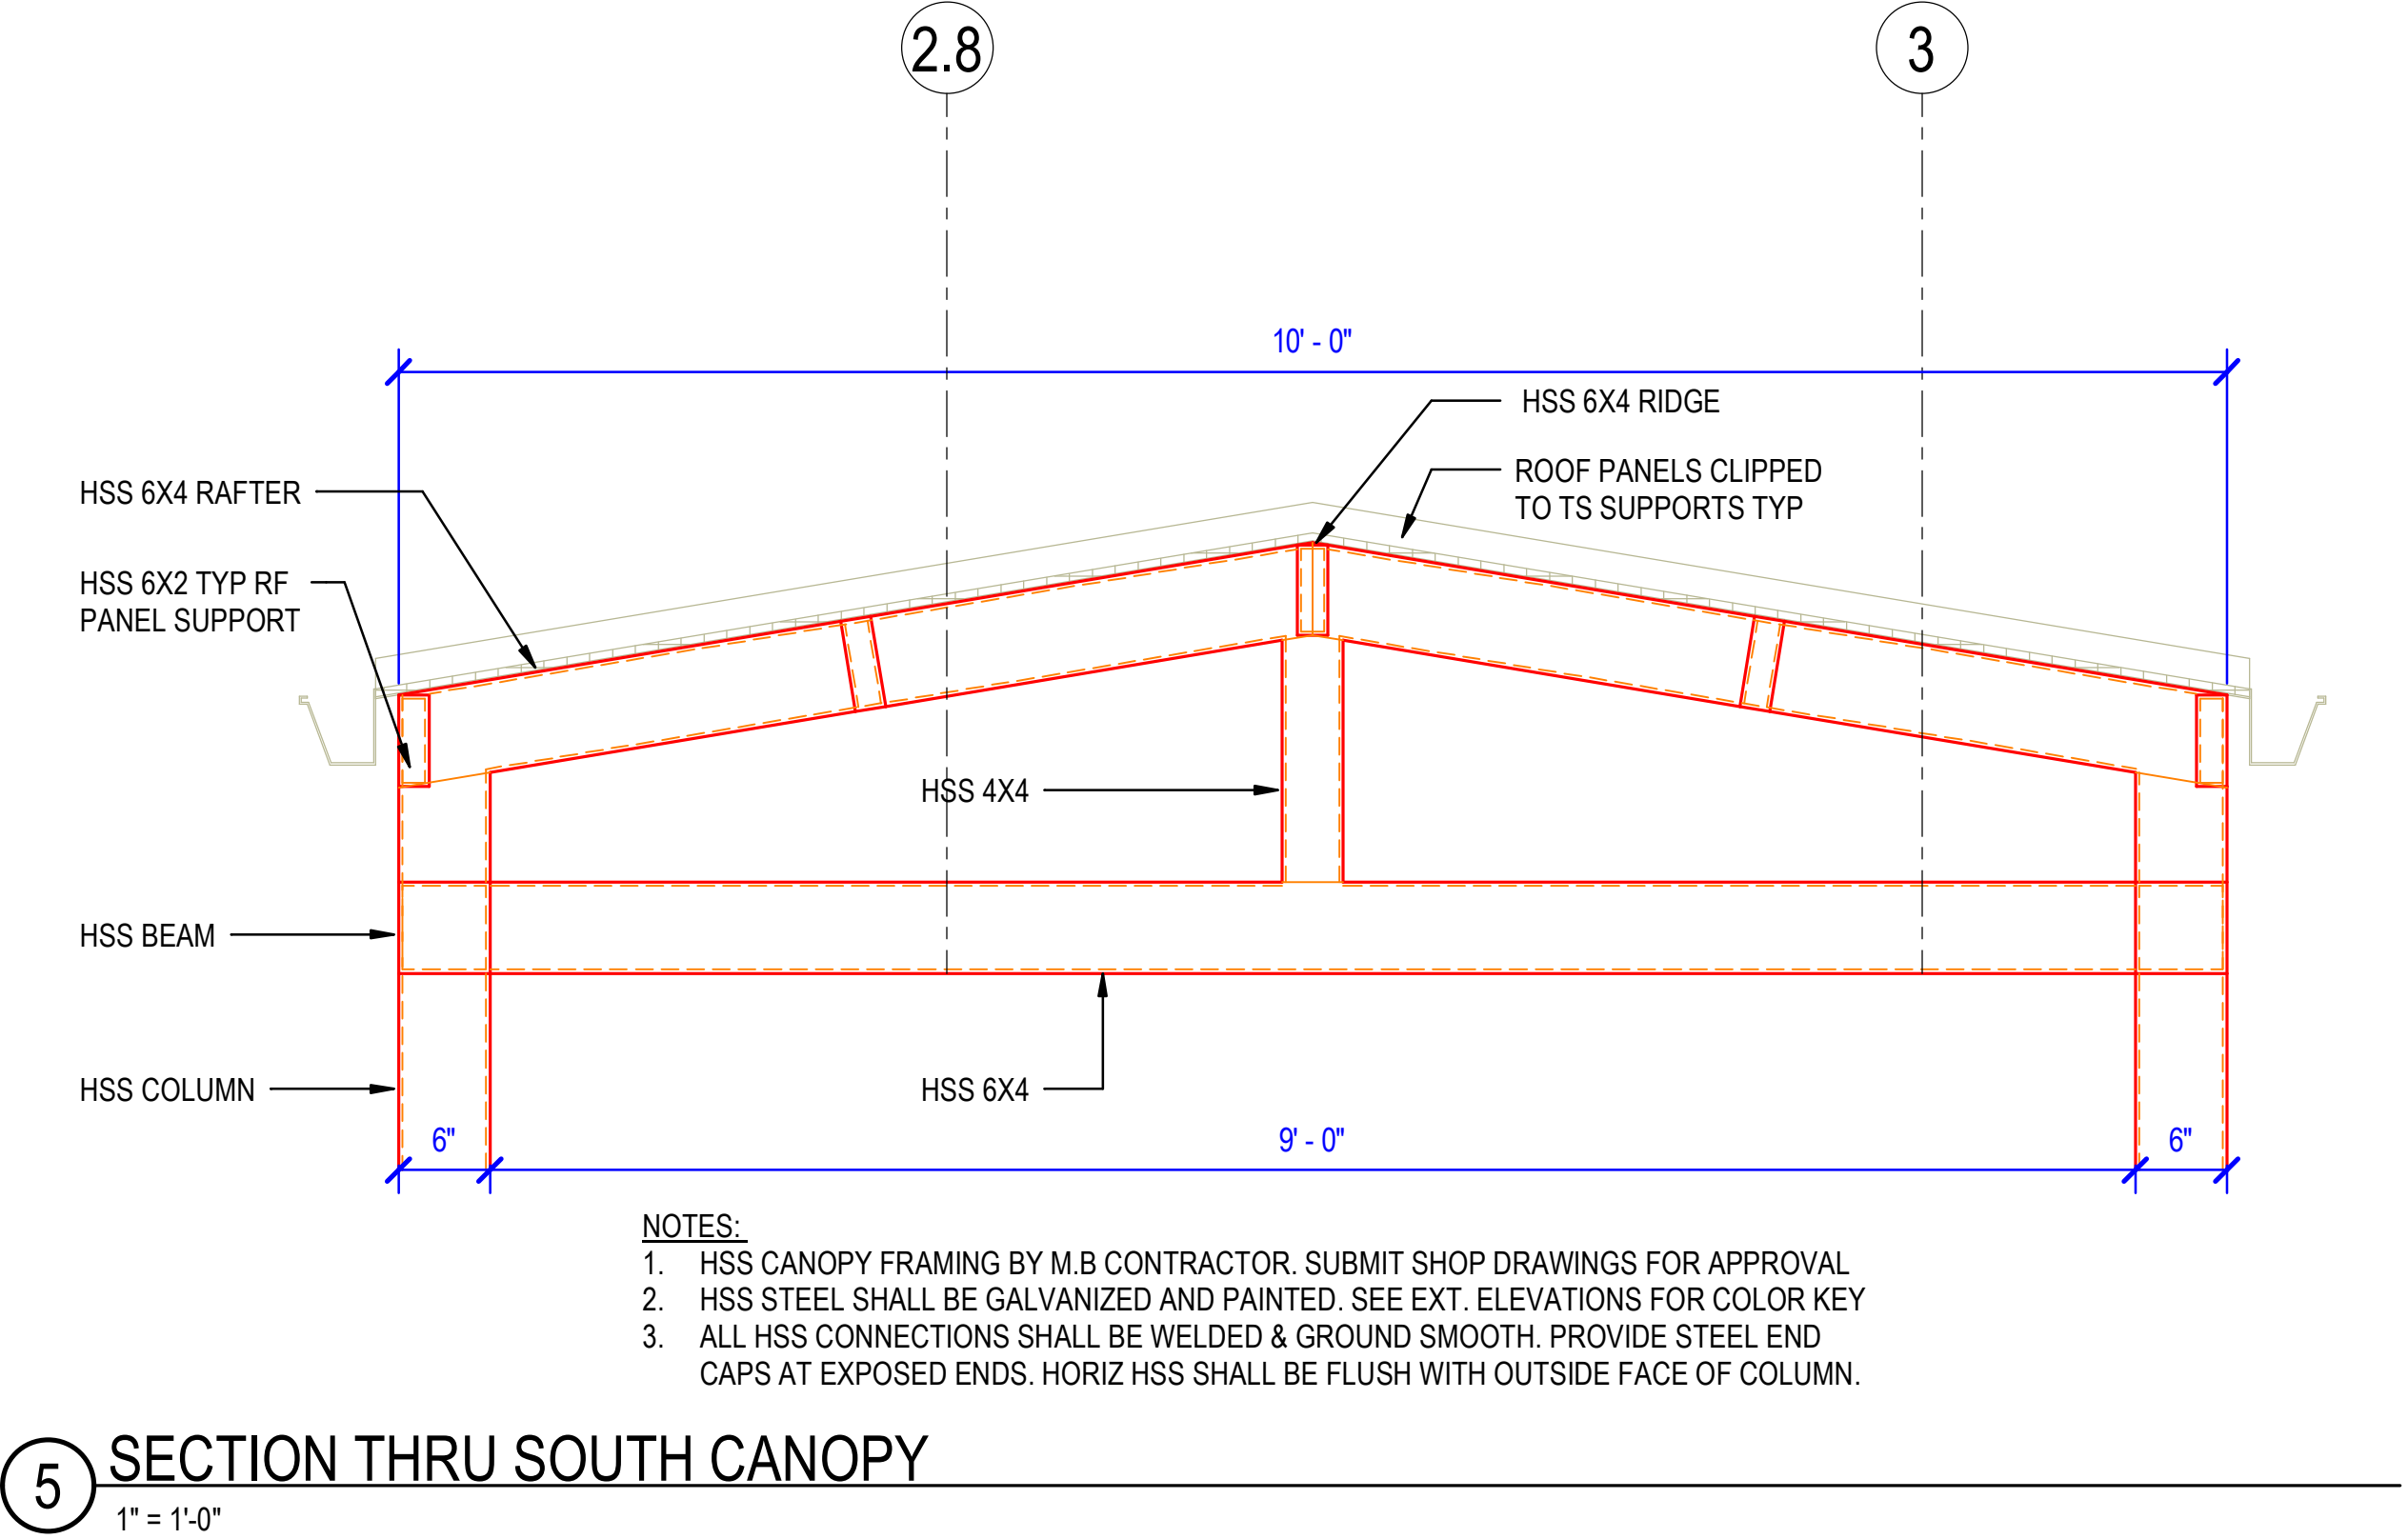 2.8
3
10' - 0"
HSS 6X4 RIDGE
ROOF PANELS CLIPPED
TO TS SUPPORTS TYP
HSS 6X4 RAFTER
HSS 6X2 TYP RF
PANEL SUPPORT
HSS 4X4
HSS BEAM
HSS COLUMN
HSS 6X4
6"
9' - 0"
6"
NOTES:
1. HSS CANOPY FRAMING BY M.B CONTRACTOR. SUBMIT SHOP DRAWINGS FOR APPROVAL
2. HSS STEEL SHALL BE GALVANIZED AND PAINTED. SEE EXT. ELEVATIONS FOR COLOR KEY
3. ALL HSS CONNECTIONS SHALL BE WELDED & GROUND SMOOTH. PROVIDE STEEL END
CAPS AT EXPOSED ENDS. HORIZ HSS SHALL BE FLUSH WITH OUTSIDE FACE OF COLUMN.
5
SECTION THRU SOUTH CANOPY
1" = 1'-0"